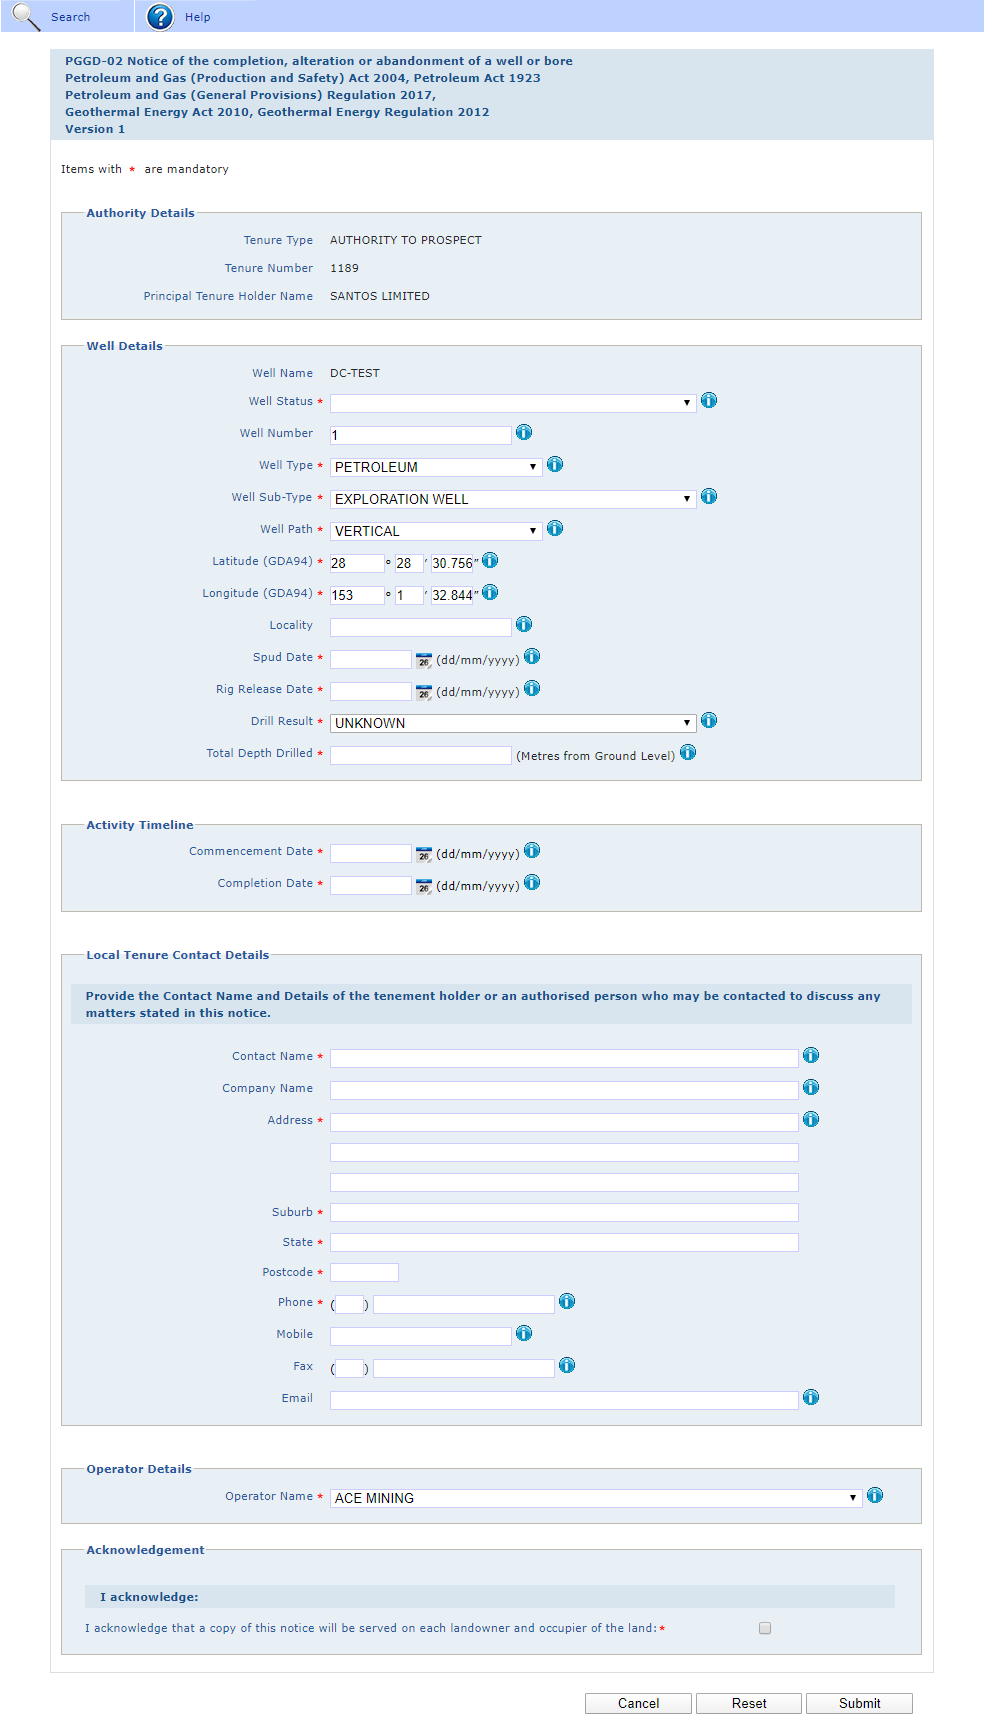 Search Help
PGGD-02 Notice of the completion, alteration or abandonment of a well or bore
Petroleum and Gas (Production and Safety) Act 2004, Petroleum Act 1923
Petroleum and Gas (General Provisions) Regulation 2017,
Geothermal Energy Act 2010, Geothermal Energy Regulation 2012
Version 1
Items with * are mandatory
Authority Details
Tenure Type AUTHORITY TO PROSPECT
Tenure Number 1189
Principal Tenure Holder Name SANTOS LIMITED
Well Details
Well Name DC-TEST
Well Status *
Well Number 1
Well Type * PETROLEUM
Well Sub-Type * EXPLORATION WELL
Well Path * VERTICAL
Latitude (GDA94) * 28 ° 28 ′ 30.756 ″
Longitude (GDA94) * 153 ° 1 ′ 32.844 ″
Locality
Spud Date * 26 (dd/mm/yyyy)
Rig Release Date * 26 (dd/mm/yyyy)
Drill Result * UNKNOWN
Total Depth Drilled * (Metres from Ground Level)
Activity Timeline
Commencement Date * 26 (dd/mm/yyyy)
Completion Date * 26 (dd/mm/yyyy)
Local Tenure Contact Details
Provide the Contact Name and Details of the tenement holder or an authorised person who may be contacted to discuss any
matters stated in this notice.
Contact Name *
Company Name
Address *
Suburb *
State *
Postcode *
Phone * ( )
Mobile
Fax ( )
Email
Operator Details
Operator Name * ACE MINING
Acknowledgement
I acknowledge:
I acknowledge that a copy of this notice will be served on each landowner and occupier of the land: *
Cancel Reset Submit